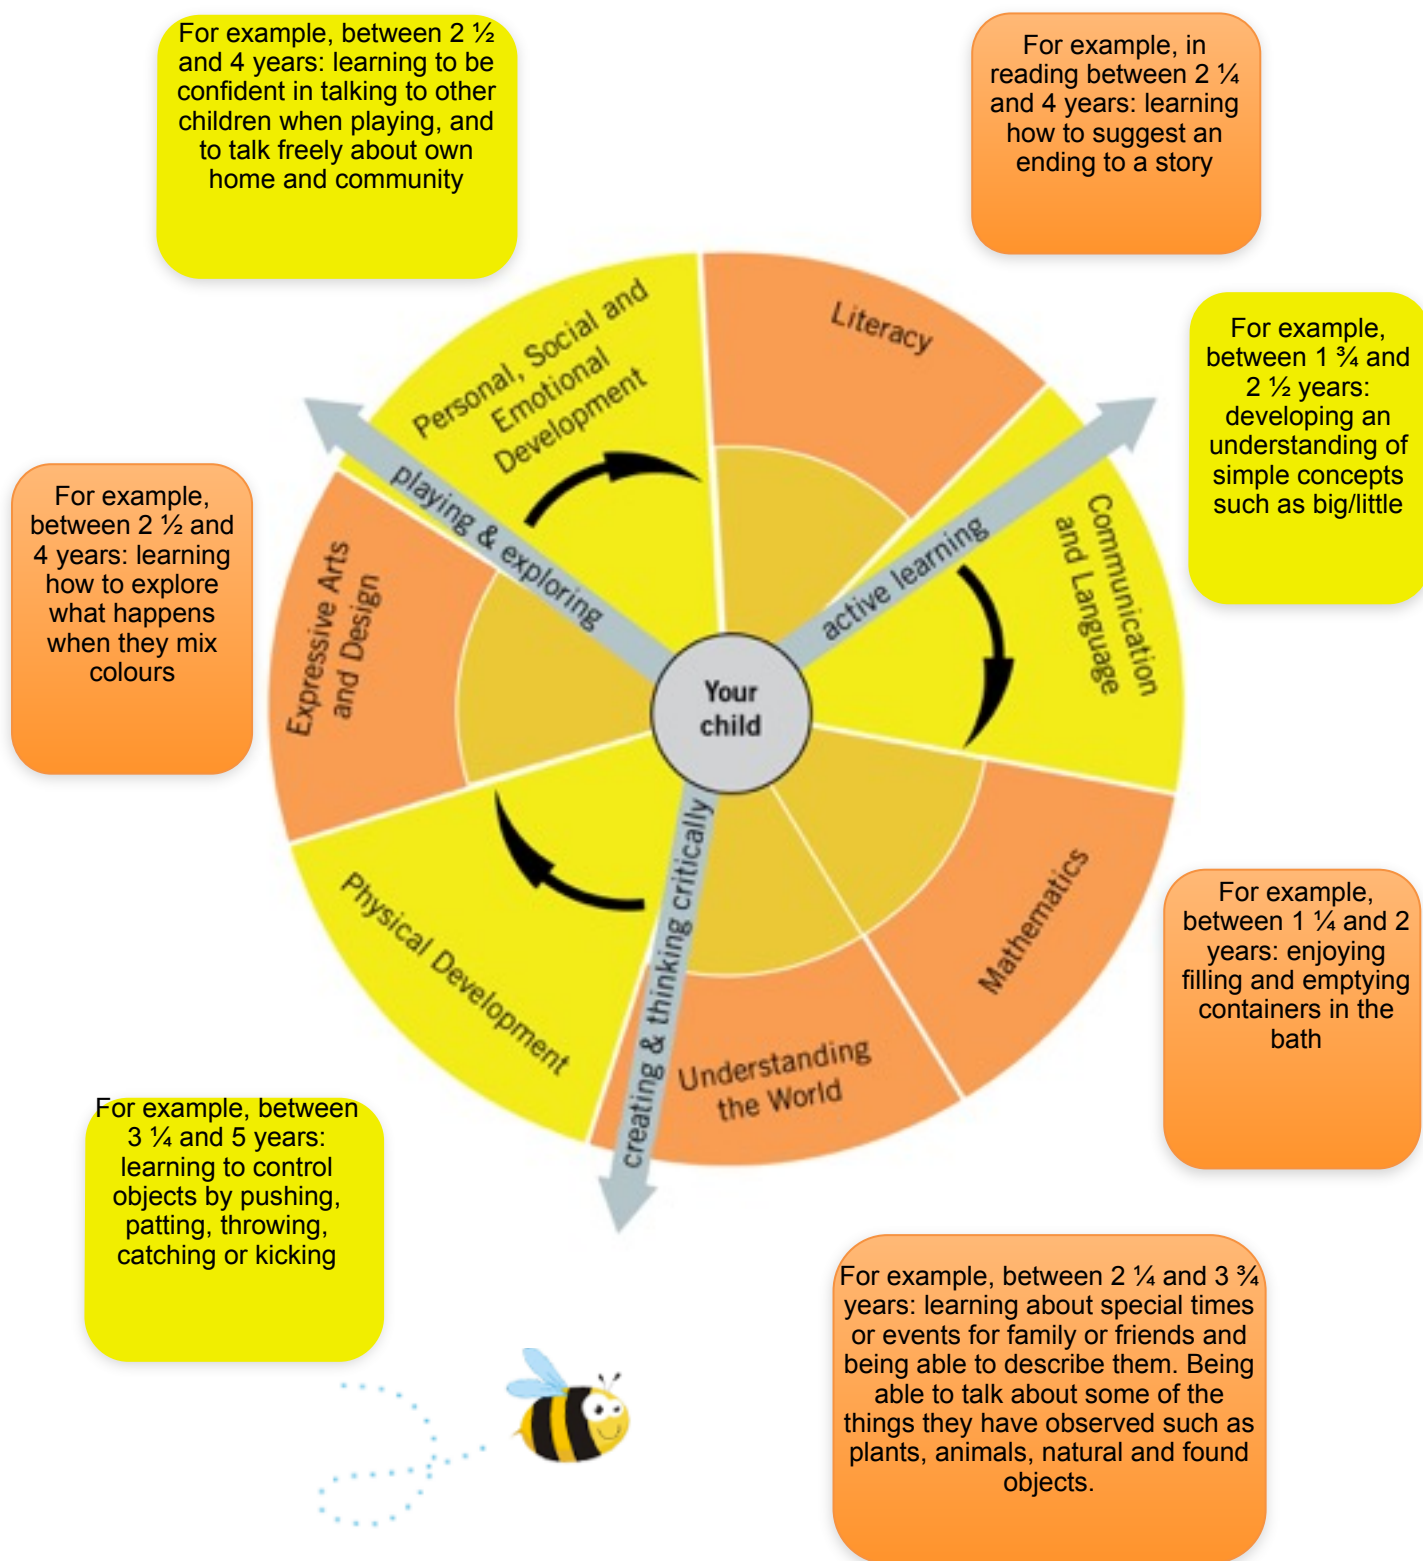 For example, between 2 ½
and 4 years: learning to be
confident in talking to other
children when playing, and
to talk freely about own
home and community
For example, in
reading between 2 ¼
and 4 years: learning
how to suggest an
ending to a story
For example,
between 1 ¾ and
2 ½ years:
developing an
understanding of
simple concepts
such as big/little
For example,
between 2 ½ and
4 years: learning
how to explore
what happens
when they mix
colours
Personal, Social and
Emotional
Development
Literacy
Communication
and Language
playing & exploring
active learning
Expressive Arts
and Design
Your
child
Physical Development
creating & thinking critically
Mathematics
Understanding
the World
For example,
between 1 ¼ and 2
years: enjoying
filling and emptying
containers in the
bath
For example, between
3 ¼ and 5 years:
learning to control
objects by pushing,
patting, throwing,
catching or kicking
For example, between 2 ¼ and 3 ¾
years: learning about special times
or events for family or friends and
being able to describe them. Being
able to talk about some of the
things they have observed such as
plants, animals, natural and found
objects.